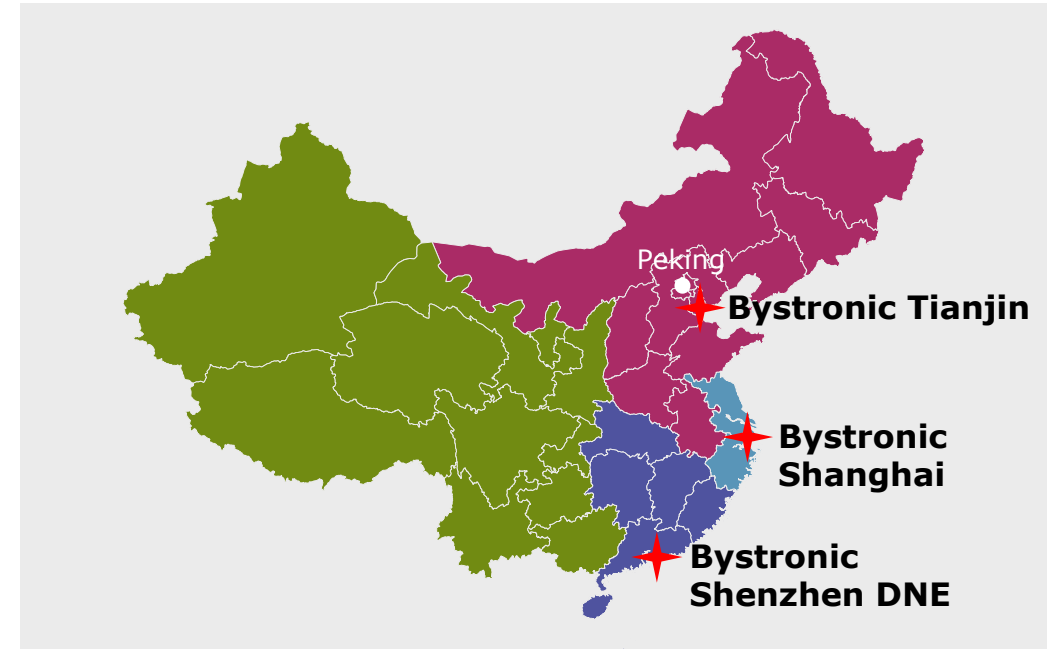 Peking
Bystronic Tianjin
Bystronic
Shanghai
Bystronic
Shenzhen DNE